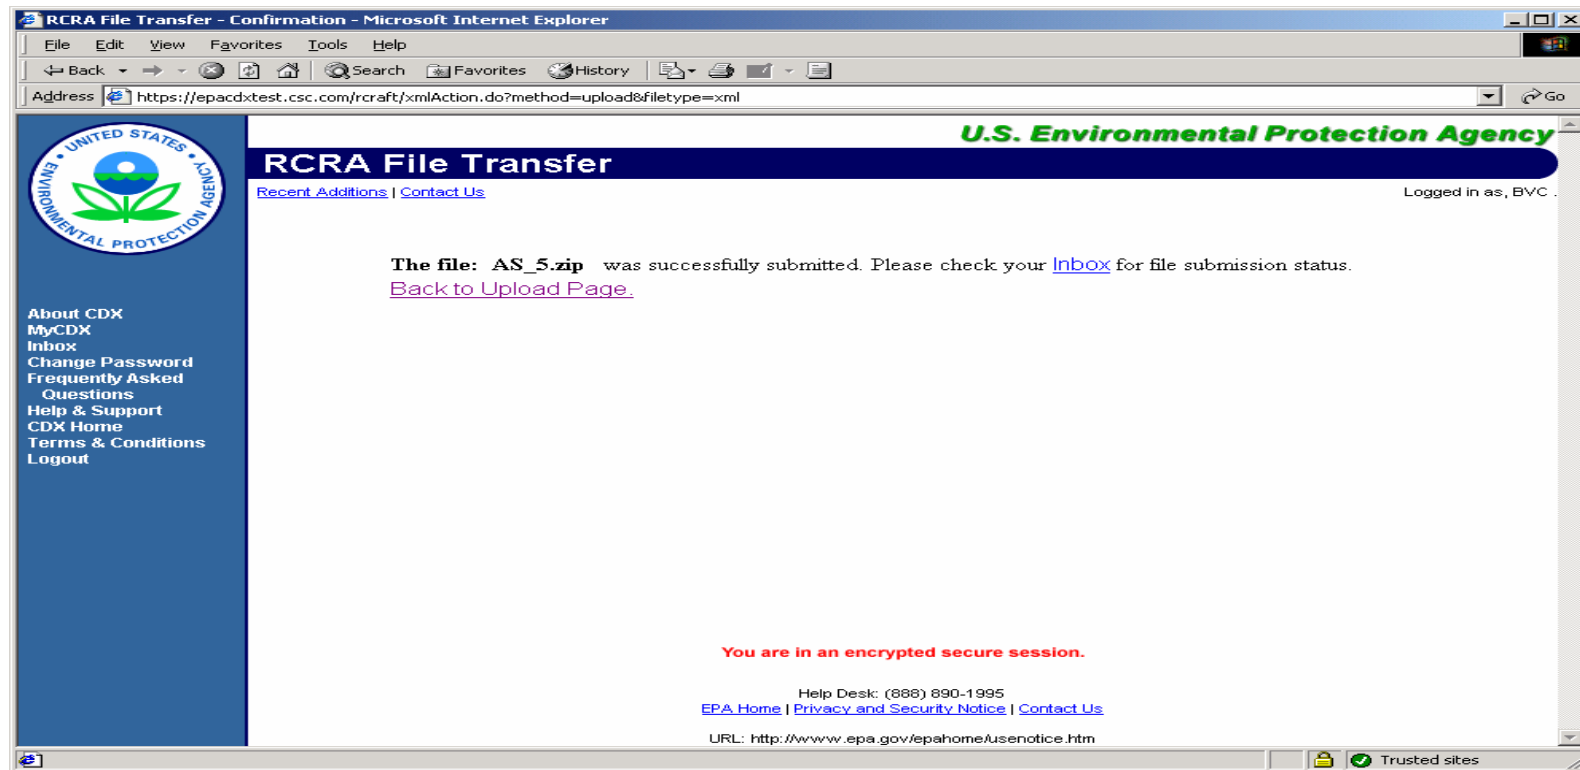 RCRA File Transfer - Confirmation - Microsoft Internet Explorer
File Edit View Favorites Tools Help
Back Search Favorites History
Address https://epacdxtest.csc.com/rcraft/xmlAction.do?method=upload&filetype=xml Go
UNITED STATES ENVIRONMENTAL PROTECTION AGENCY
U.S. Environmental Protection Agency
RCRA File Transfer
Recent Additions | Contact Us Logged in as, BVC .
The file: AS_5.zip was successfully submitted. Please check your Inbox for file submission status.
Back to Upload Page.
About CDX
MyCDX
Inbox
Change Password
Frequently Asked
Questions
Help & Support
CDX Home
Terms & Conditions
Logout
You are in an encrypted secure session.
Help Desk: (888) 890-1995
EPA Home | Privacy and Security Notice | Contact Us
URL: http://www.epa.gov/epahome/usenotice.htm
Trusted sites